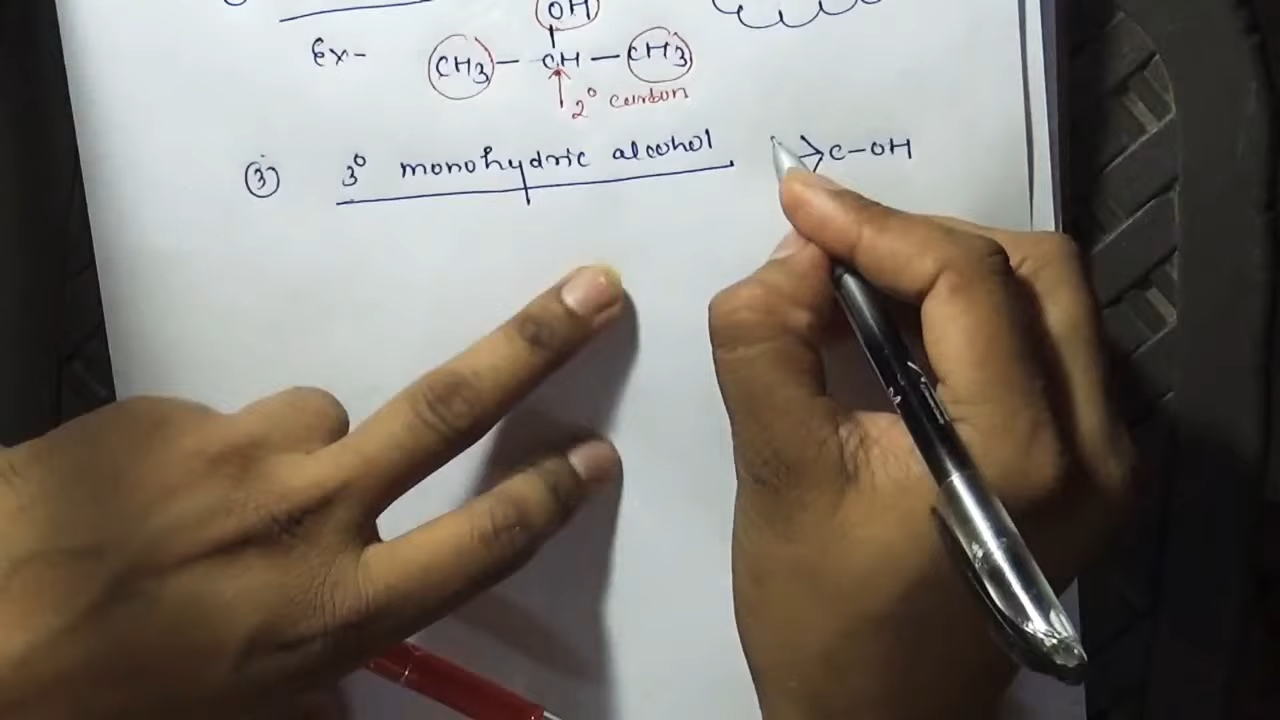 OH
Ex- CH3 - CH - CH3
2° carbon
③ 3° monohydric alcohol >C-OH